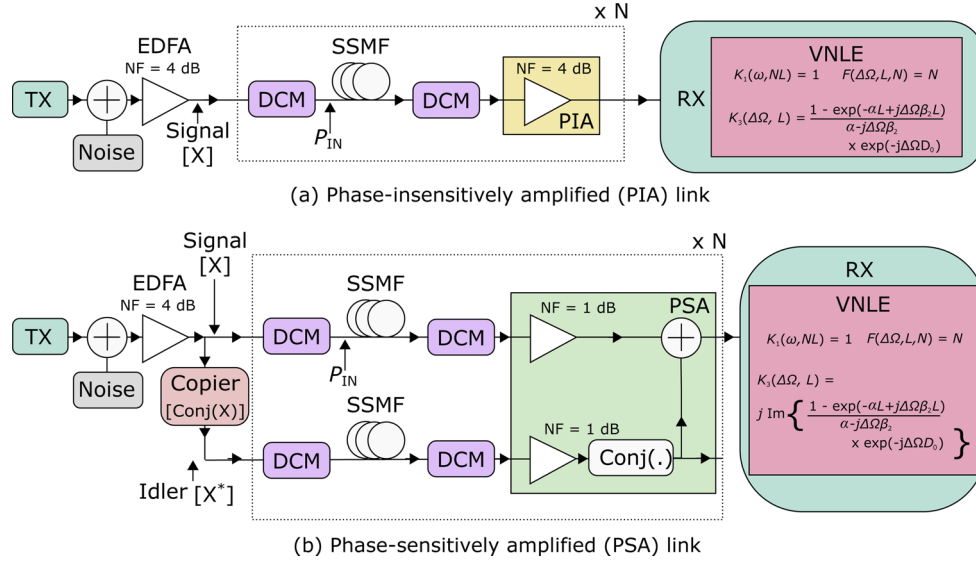 x N
EDFA
NF = 4 dB
SSMF
NF = 4 dB
TX
DCM
DCM
PIA
Noise
Signal
[X]
P_IN
RX
VNLE
K₁(ω,NL) = 1 F(ΔΩ,L,N) = N
K₃(ΔΩ, L) = 1 - exp(-αL+jΔΩβ₂L) / α-jΔΩβ₂
x exp(-jΔΩD₀)
(a) Phase-insensitively amplified (PIA) link
Signal
[X]
x N
EDFA
NF = 4 dB
SSMF
NF = 1 dB
PSA
TX
DCM
DCM
Noise
Copier
[Conj(X)]
P_IN
SSMF
NF = 1 dB
DCM
DCM
Conj(.)
Idler [X*]
RX
VNLE
K₁(ω,NL) = 1 F(ΔΩ,L,N) = N
K₃(ΔΩ, L) =
j Im{ 1 - exp(-αL+jΔΩβ₂L) / α-jΔΩβ₂
x exp(-jΔΩD₀) }
(b) Phase-sensitively amplified (PSA) link